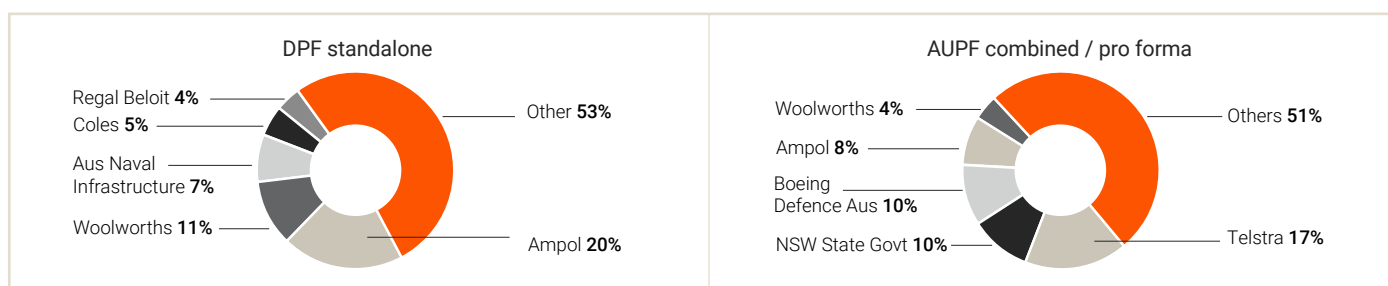 DPF standalone
Regal Beloit 4%
Coles 5%
Aus Naval
Infrastructure 7%
Woolworths 11%
Other 53%
Ampol 20%
AUPF combined / pro forma
Woolworths 4%
Ampol 8%
Boeing
Defence Aus 10%
NSW State Govt 10%
Others 51%
Telstra 17%